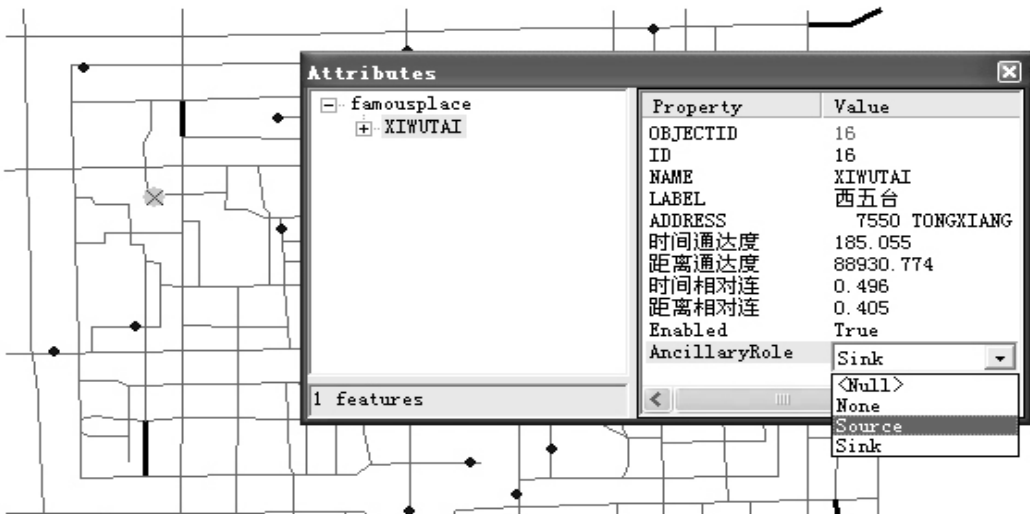 Attributes
famousplace
XIWUTAI
1 features
Property Value
OBJECTID 16
ID 16
NAME XIWUTAI
LABEL 西五台
ADDRESS 7550 TONGXIANG
时间通达度 185.055
距离通达度 88930.774
时间相对连 0.496
距离相对连 0.405
Enabled True
AncillaryRole Sink
<Null>
None
Source
Sink